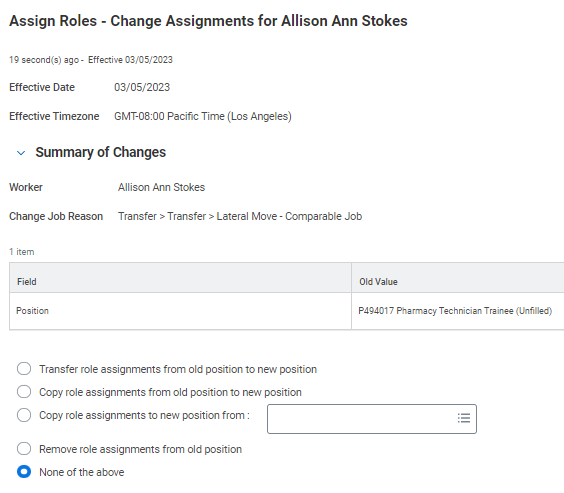 Assign Roles - Change Assignments for Allison Ann Stokes
19 second(s) ago - Effective 03/05/2023
Effective Date 03/05/2023
Effective Timezone GMT-08:00 Pacific Time (Los Angeles)
Summary of Changes
Worker Allison Ann Stokes
Change Job Reason Transfer > Transfer > Lateral Move - Comparable Job
1 item
Field Old Value
Position P494017 Pharmacy Technician Trainee (Unfilled)
Transfer role assignments from old position to new position
Copy role assignments from old position to new position
Copy role assignments to new position from :
Remove role assignments from old position
None of the above